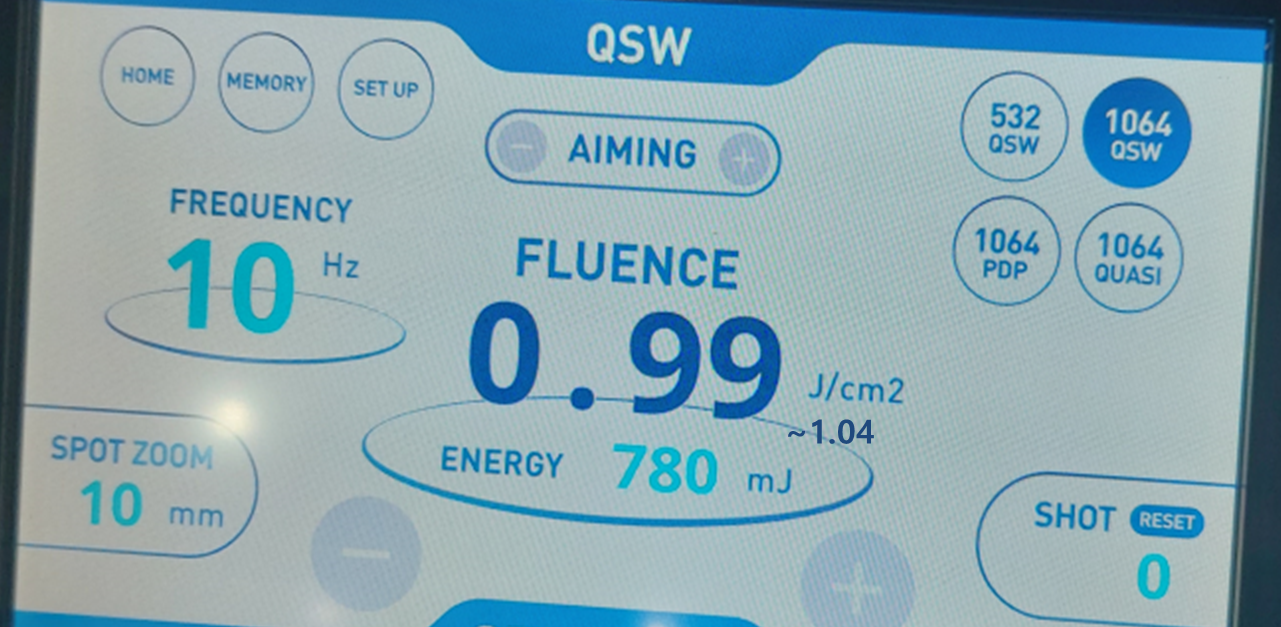 QSW
HOME
MEMORY
SET UP
AIMING
532
QSW
1064
QSW
1064
PDP
1064
QUASI
FREQUENCY
10 Hz
FLUENCE
0.99 J/cm2
~1.04
ENERGY 780 mJ
SPOT ZOOM
10 mm
SHOT RESET
0